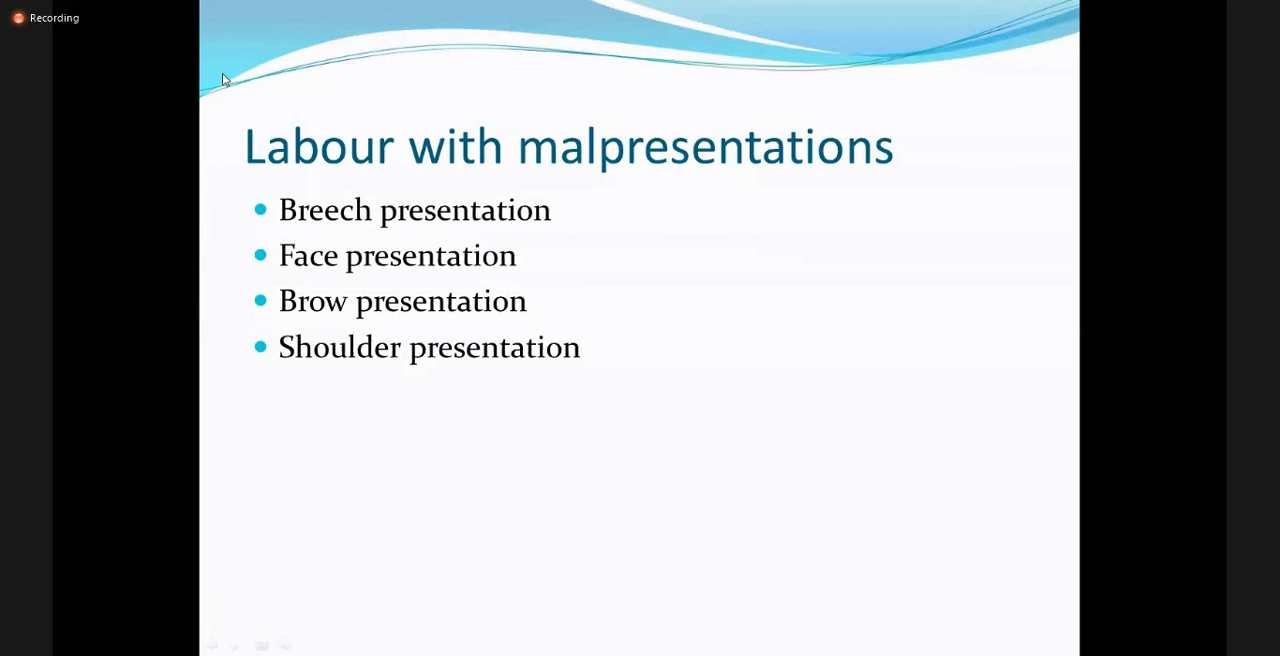 Recording
Labour with malpresentations
Breech presentation
Face presentation
Brow presentation
Shoulder presentation